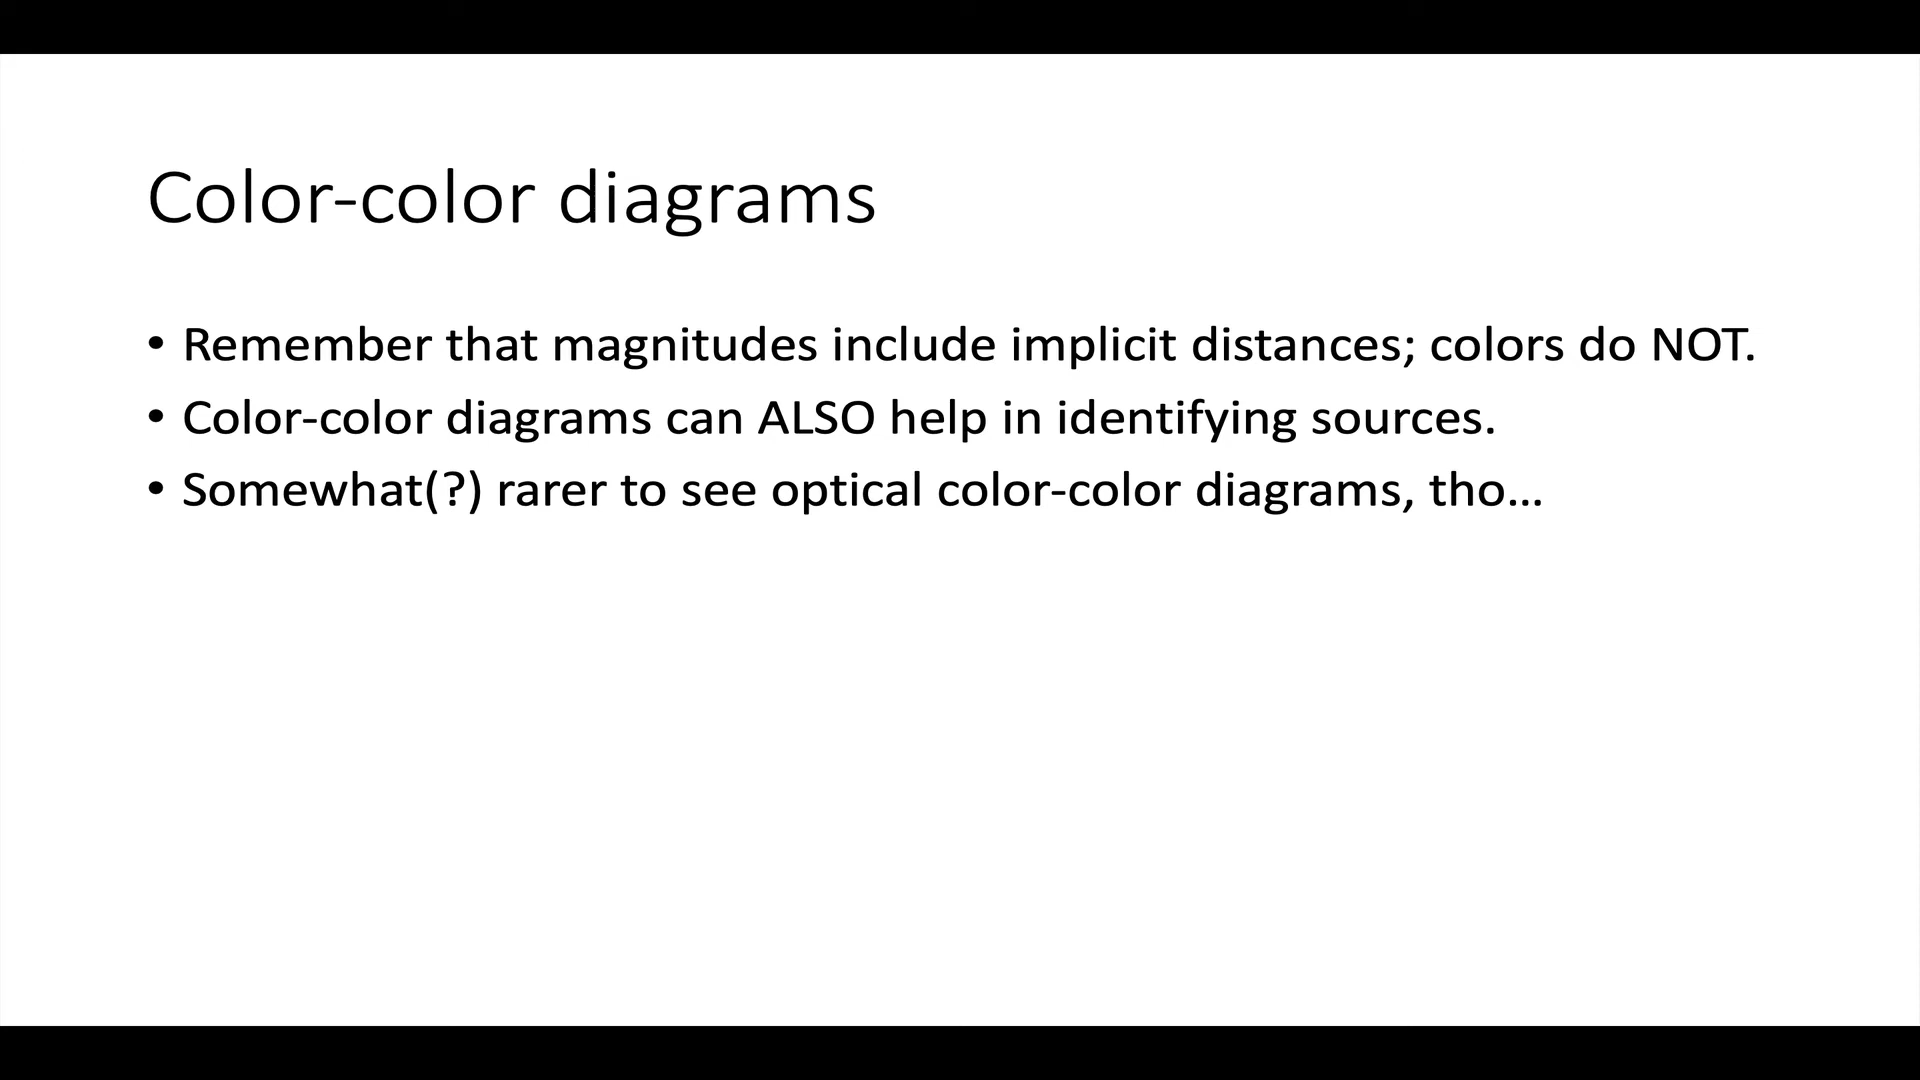 Color-color diagrams
• Remember that magnitudes include implicit distances; colors do NOT.
• Color-color diagrams can ALSO help in identifying sources.
• Somewhat(?) rarer to see optical color-color diagrams, tho…